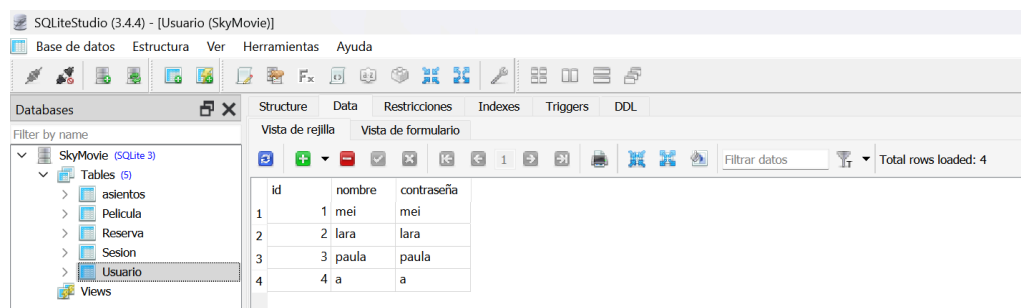 SQLiteStudio (3.4.4) - [Usuario (SkyMovie)]
Base de datos Estructura Ver Herramientas Ayuda
Databases
Filter by name
SkyMovie (SQLite 3)
Tables (5)
asientos
Pelicula
Reserva
Sesion
Usuario
Views
Structure Data Restricciones Indexes Triggers DDL
Vista de rejilla Vista de formulario
1 Filtrar datos Total rows loaded: 4
id nombre contraseña
1 1 mei mei
2 2 lara lara
3 3 paula paula
4 4 a a